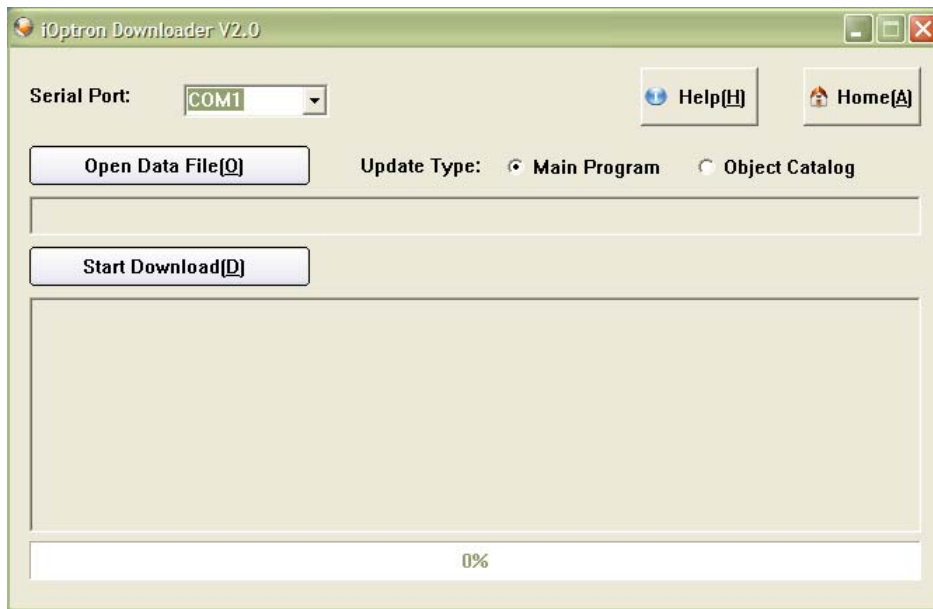 iOptron Downloader V2.0
Serial Port: COM1 Help(H) Home(A)
Open Data File(O) Update Type: Main Program Object Catalog
Start Download(D)
0%